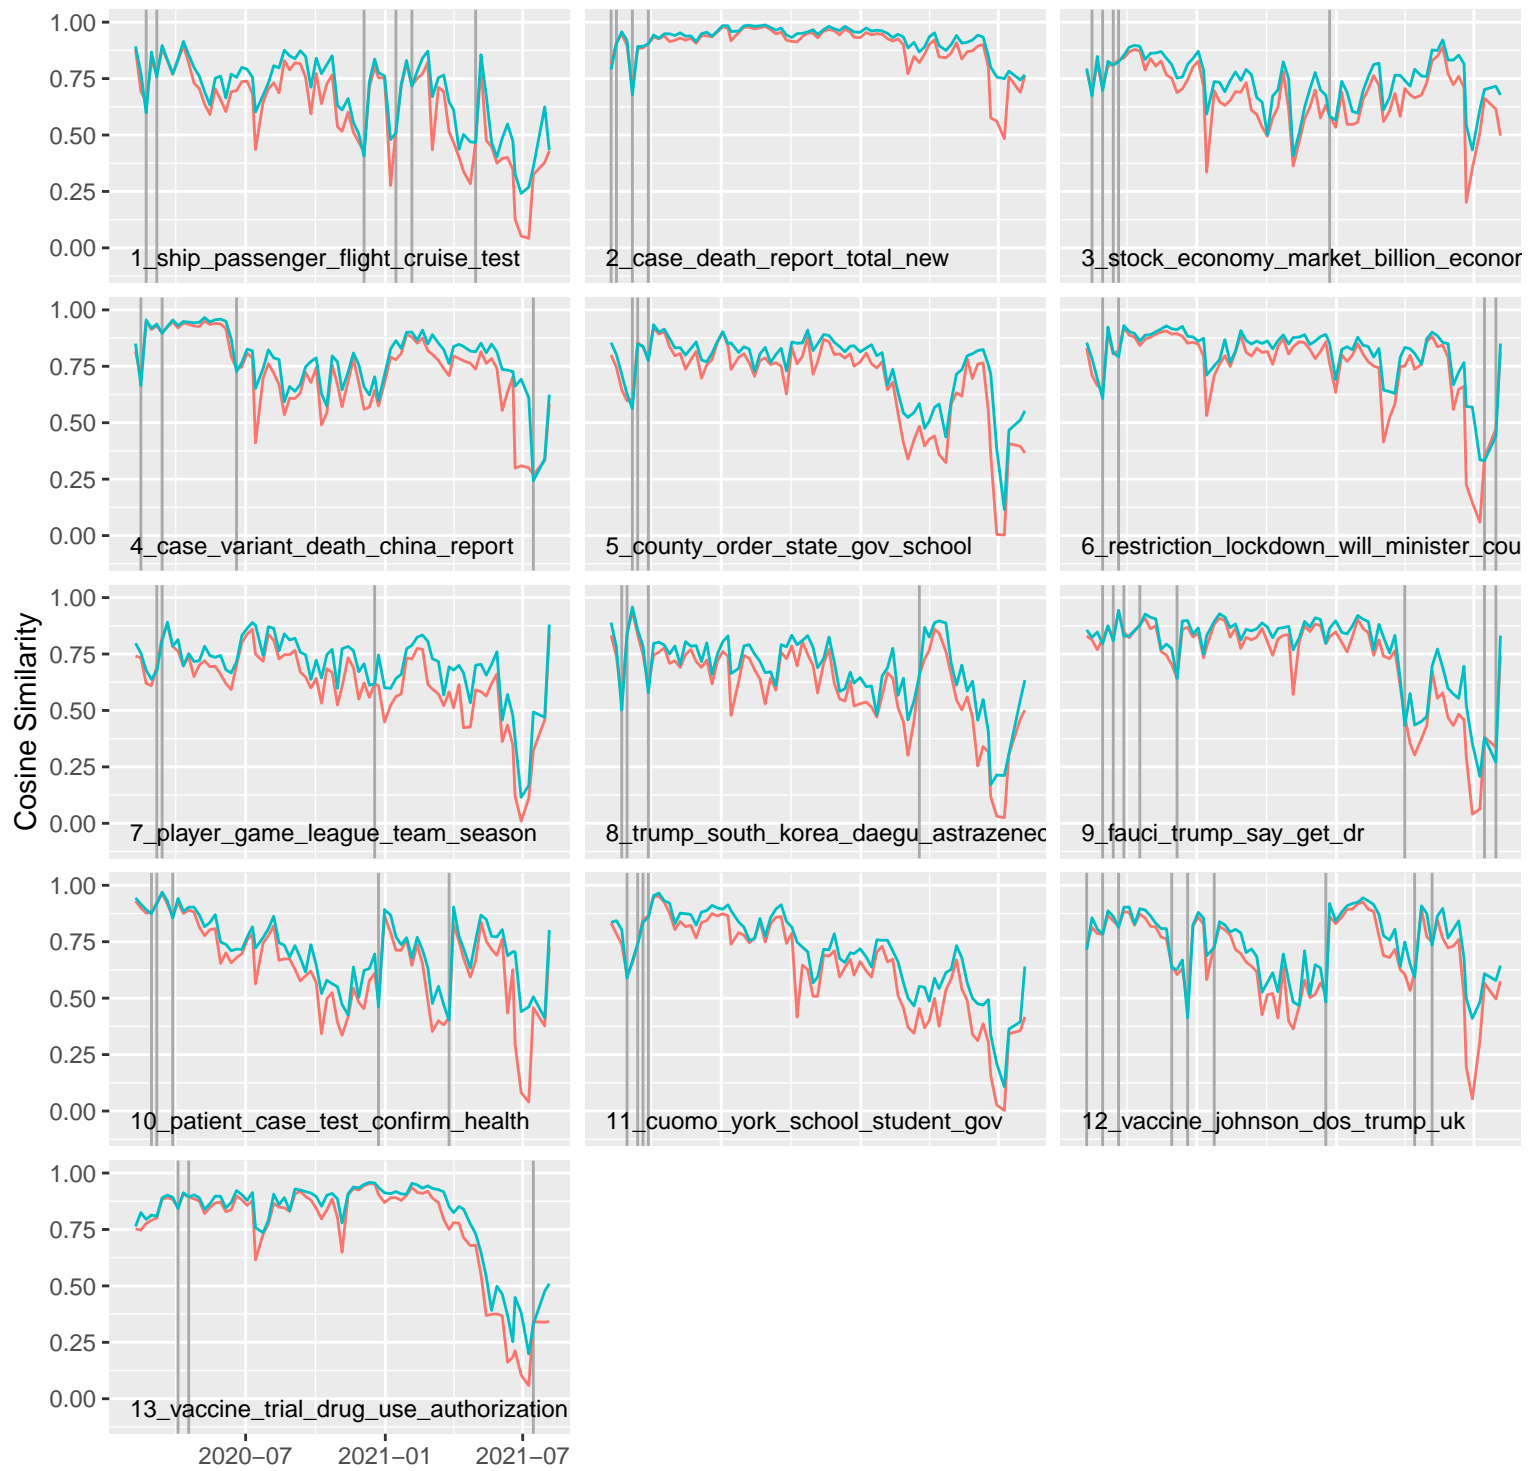 1.00
0.75
0.50
0.25
0.00
1_ship_passenger_flight_cruise_test
2_case_death_report_total_new
3_stock_economy_market_billion_econor
1.00
0.75
0.50
0.25
0.00
4_case_variant_death_china_report
5_county_order_state_gov_school
6_restriction_lockdown_will_minister_cou
Cosine Similarity
1.00
0.75
0.50
0.25
0.00
7_player_game_league_team_season
8_trump_south_korea_daegu_astrazenec
9_fauci_trump_say_get_dr
1.00
0.75
0.50
0.25
0.00
10_patient_case_test_confirm_health
11_cuomo_york_school_student_gov
12_vaccine_johnson_dos_trump_uk
1.00
0.75
0.50
0.25
0.00
13_vaccine_trial_drug_use_authorization
2020−07 2021−01 2021−07